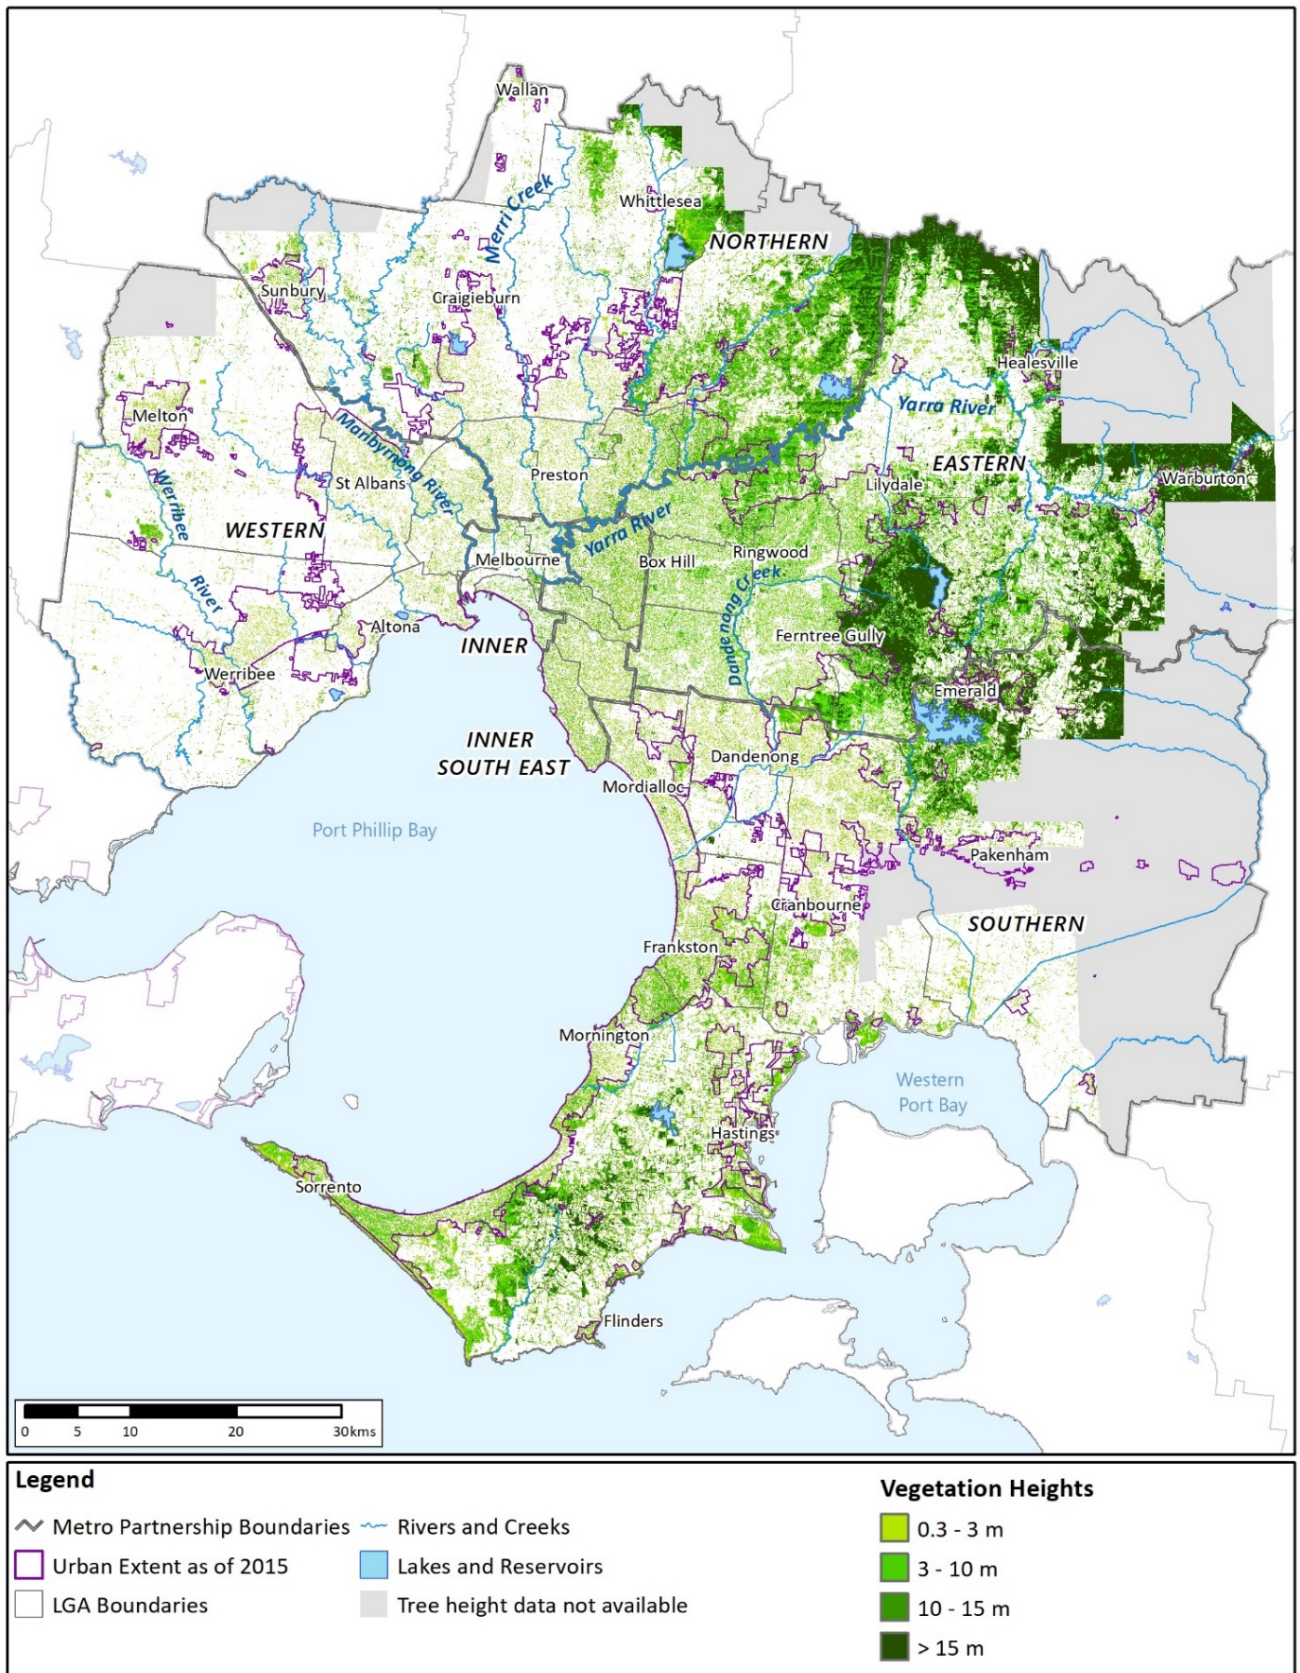 Wallan
Merri Creek
Whittlesea
NORTHERN
Sunbury
Craigieburn
Healesville
Melton
Maribyrnong River
Yarra River
EASTERN
Werribee
River
St Albans
Preston
Lilydale
Warburton
WESTERN
Melbourne
Yarra River
Box Hill
Ringwood
Dandenong Creek
Altona
INNER
Ferntree Gully
Werribee
Emerald
INNER
SOUTH EAST
Dandenong
Mordialloc
Port Phillip Bay
Pakenham
Cranbourne
SOUTHERN
Frankston
Mornington
Western
Port Bay
Hastings
Sorrento
Flinders
0 5 10 20 30kms
Legend
Metro Partnership Boundaries
Urban Extent as of 2015
LGA Boundaries
Rivers and Creeks
Lakes and Reservoirs
Tree height data not available
Vegetation Heights
0.3 - 3 m
3 - 10 m
10 - 15 m
> 15 m